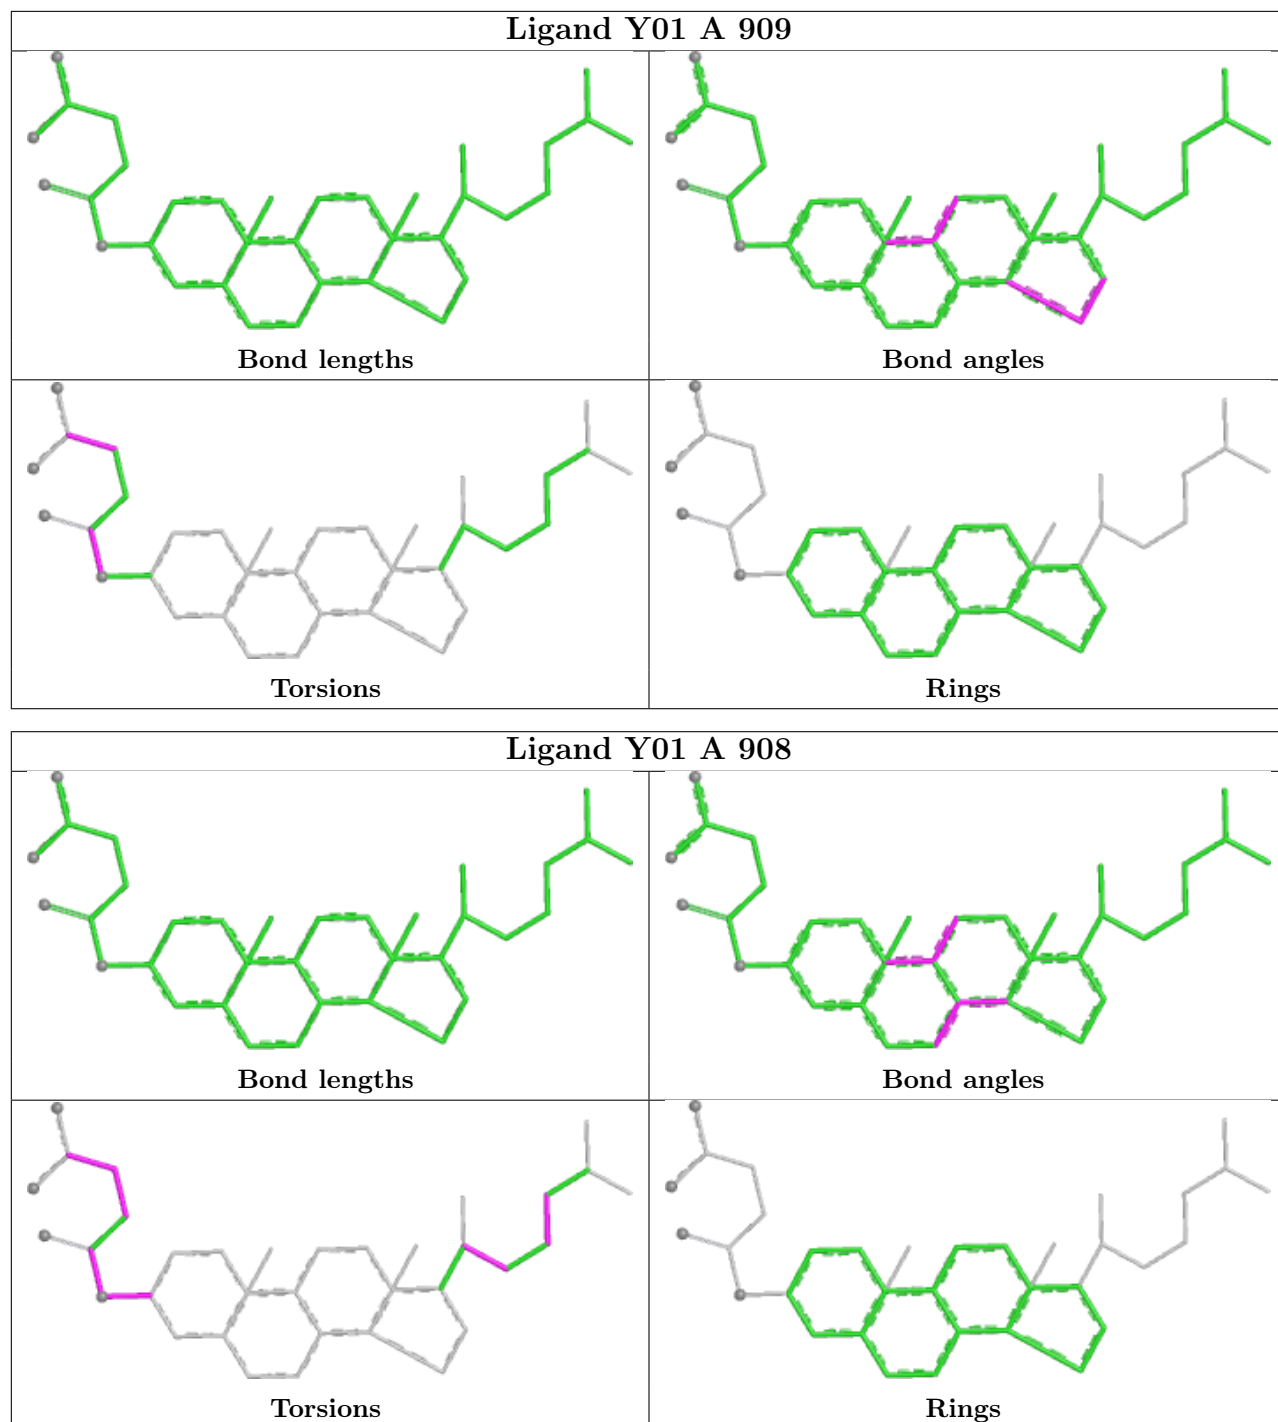 Ligand Y01 A 909
Bond lengths
Bond angles
Torsions
Rings
Ligand Y01 A 908
Bond lengths
Bond angles
Torsions
Rings